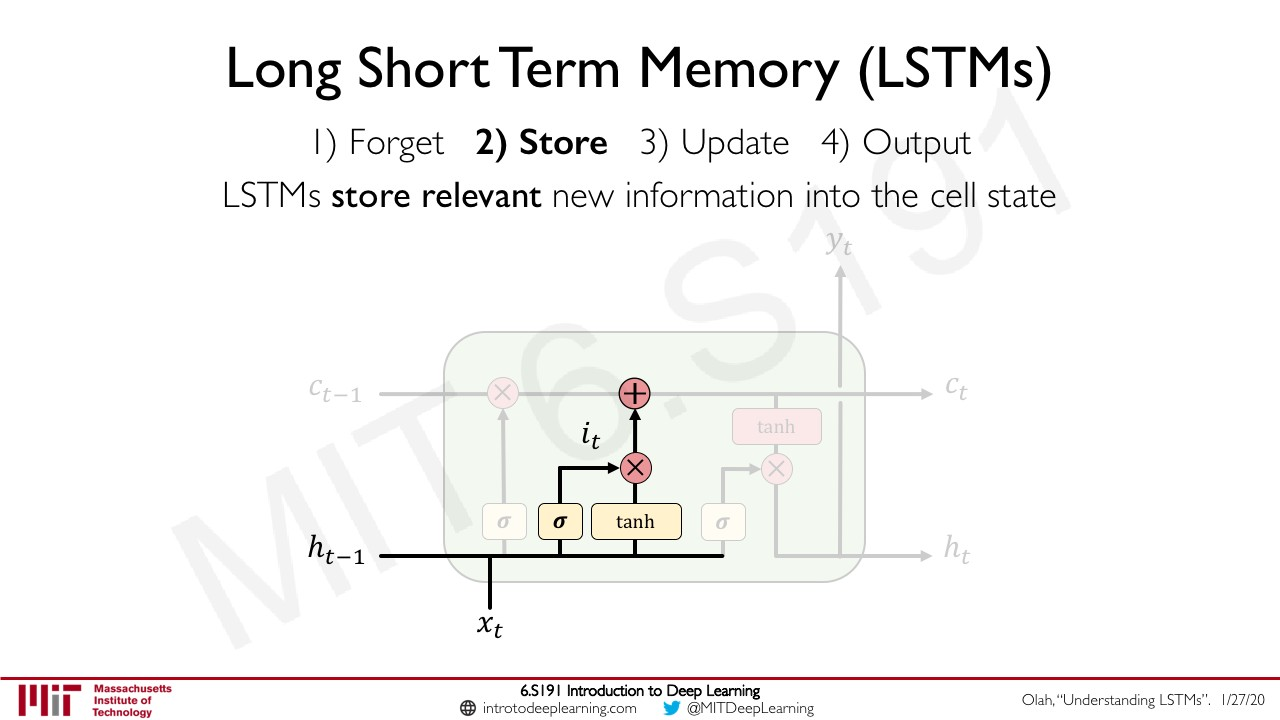 Long Short Term Memory (LSTMs)
1) Forget 2) Store 3) Update 4) Output
LSTMs store relevant new information into the cell state
y_t
c_{t−1}
c_t
tanh
i_t
σ σ tanh σ
h_{t−1}
h_t
x_t
MIT 6.S191
Massachusetts
Institute of
Technology
6.S191 Introduction to Deep Learning
introtodeeplearning.com @MITDeepLearning
Olah, “Understanding LSTMs”. 1/27/20